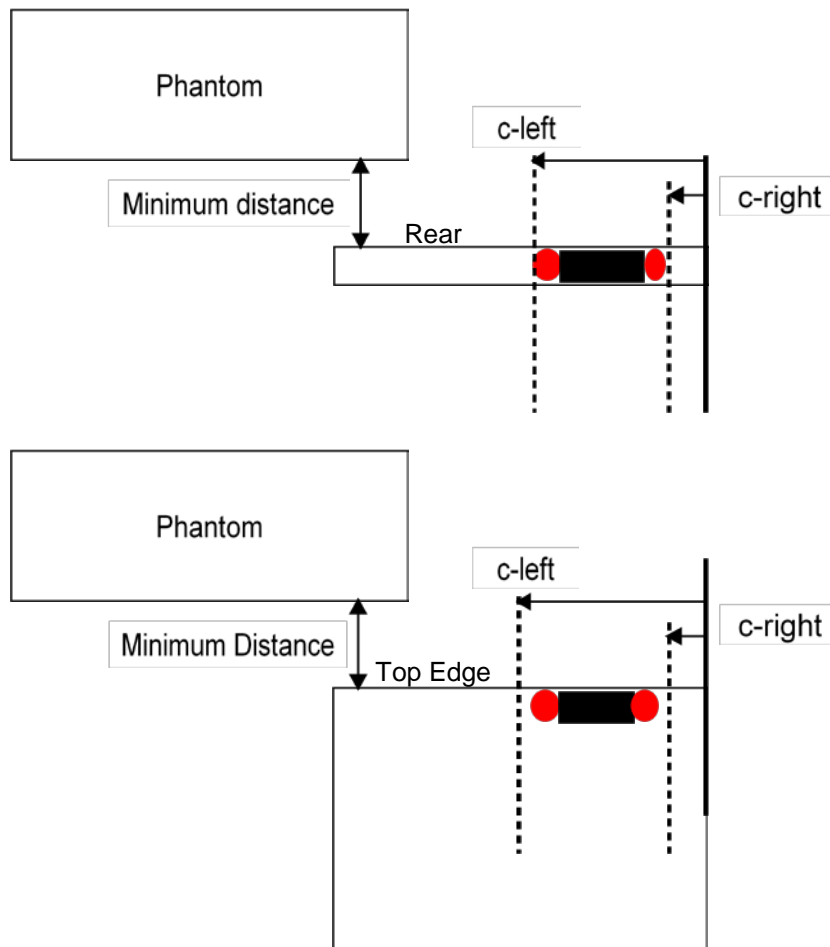 Phantom
c-left
c-right
Minimum distance
Rear
Phantom
c-left
c-right
Minimum Distance
Top Edge